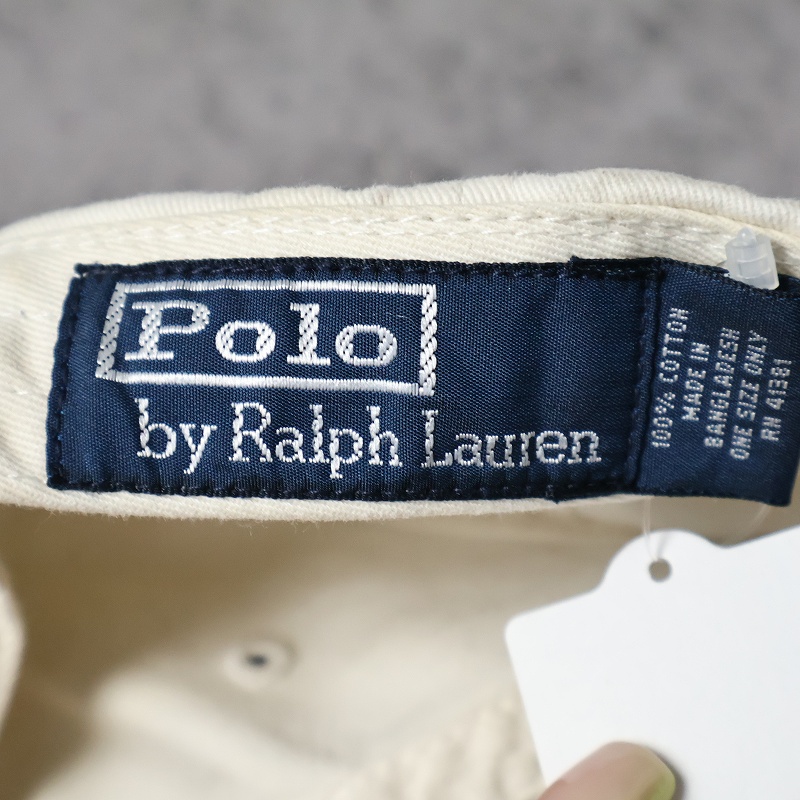 Polo
by Ralph Lauren
100% COTTON
MADE IN
BANGLADESH
ONE SIZE ONLY
RN 41381